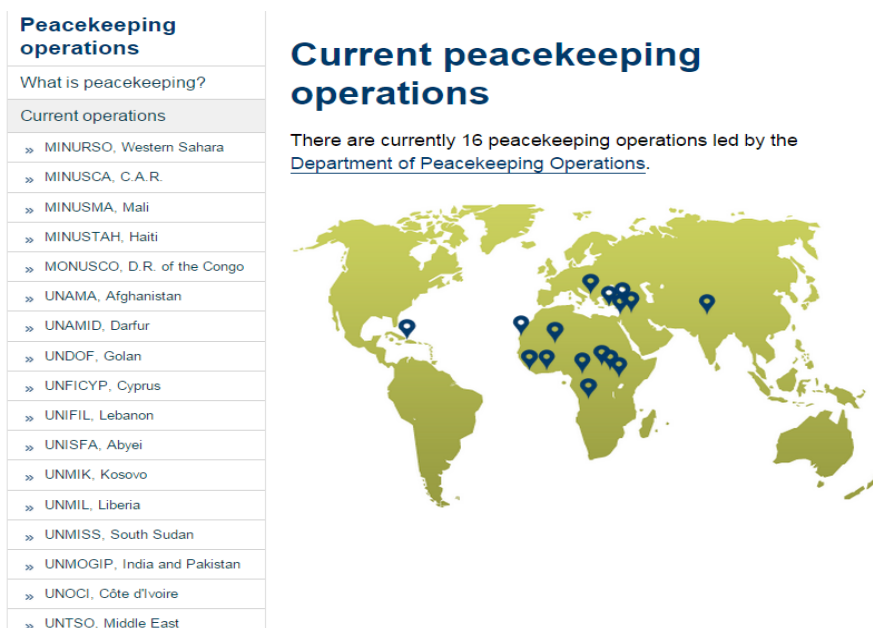 Peacekeeping
operations
What is peacekeeping?
Current operations
» MINURSO, Western Sahara
» MINUSCA, C.A.R.
» MINUSMA, Mali
» MINUSTAH, Haiti
» MONUSCO, D.R. of the Congo
» UNAMA, Afghanistan
» UNAMID, Darfur
» UNDOF, Golan
» UNFICYP, Cyprus
» UNIFIL, Lebanon
» UNISFA, Abyei
» UNMIK, Kosovo
» UNMIL, Liberia
» UNMISS, South Sudan
» UNMOGIP, India and Pakistan
» UNOCI, Côte d'Ivoire
» UNTSO, Middle East
Current peacekeeping
operations
There are currently 16 peacekeeping operations led by the
Department of Peacekeeping Operations.